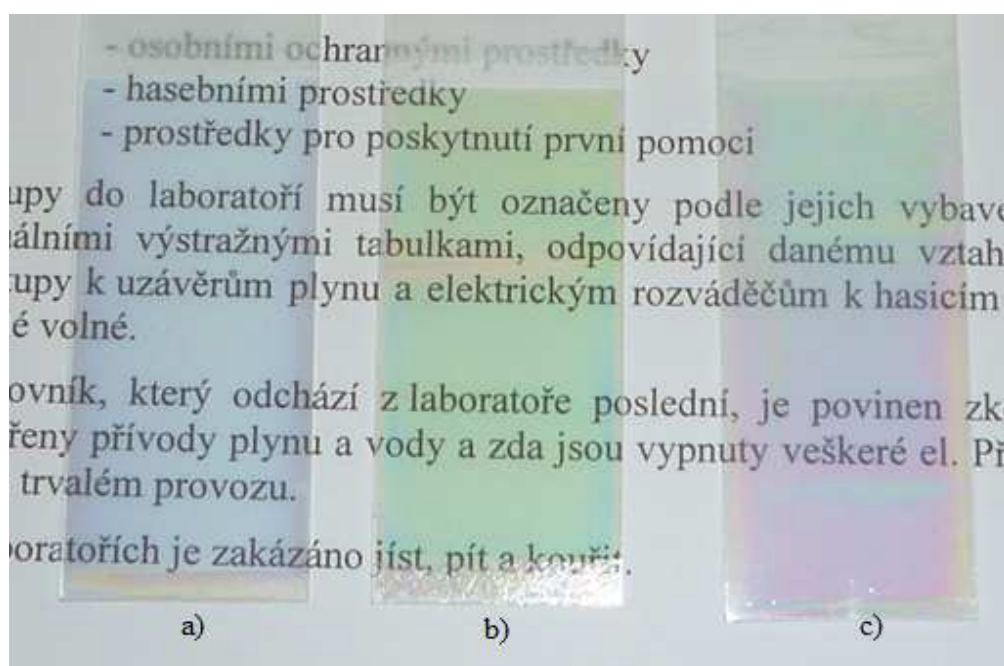 - osobními ochrannými prostředky
- hasebními prostředky
- prostředky pro poskytnutí první pomoci
upy do laboratoří musí být označeny podle jejich vybave
álními výstražnými tabulkami, odpovídající danému vztah
upy k uzávěrům plynu a elektrickým rozváděčům k hasicím
é volné.
ovník, který odchází z laboratoře poslední, je povinen zk
řeny přívody plynu a vody a zda jsou vypnuty veškeré el. Př
trvalém provozu.
oratořích je zakázáno jíst, pít a kouřit.
a) b) c)